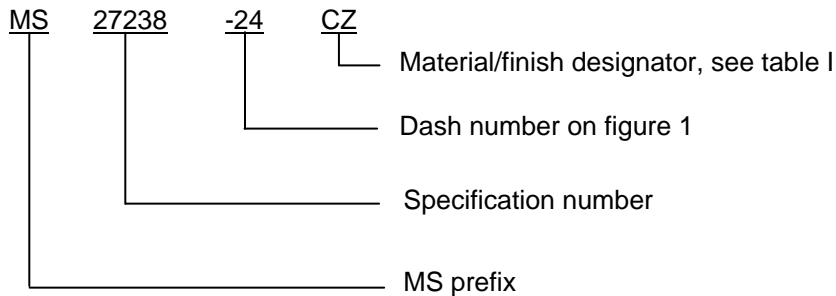 MS 27238 -24 CZ
Material/finish designator, see table I
Dash number on figure 1
Specification number
MS prefix